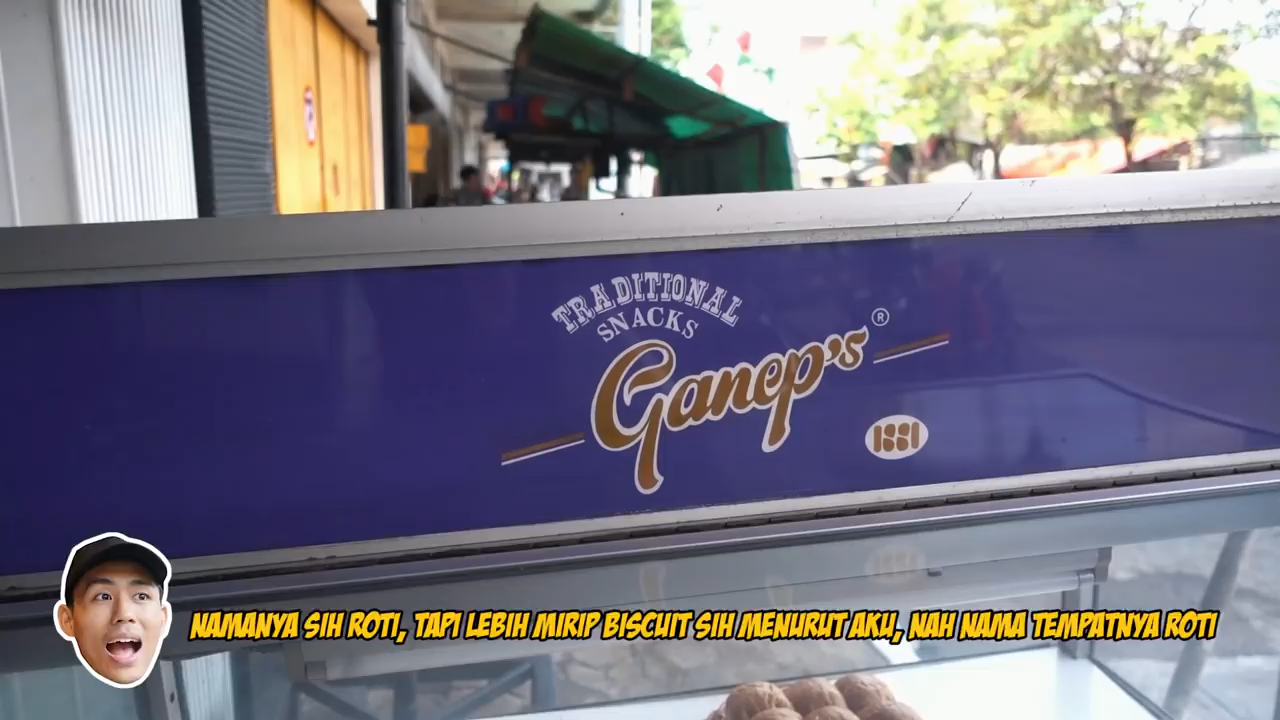 TRADITIONAL
SNACKS
Ganep's®
1881
NAMANYA SIH ROTI, TAPI LEBIH MIRIP BISCUIT SIH MENURUT AKU, NAH NAMA TEMPATNYA ROTI